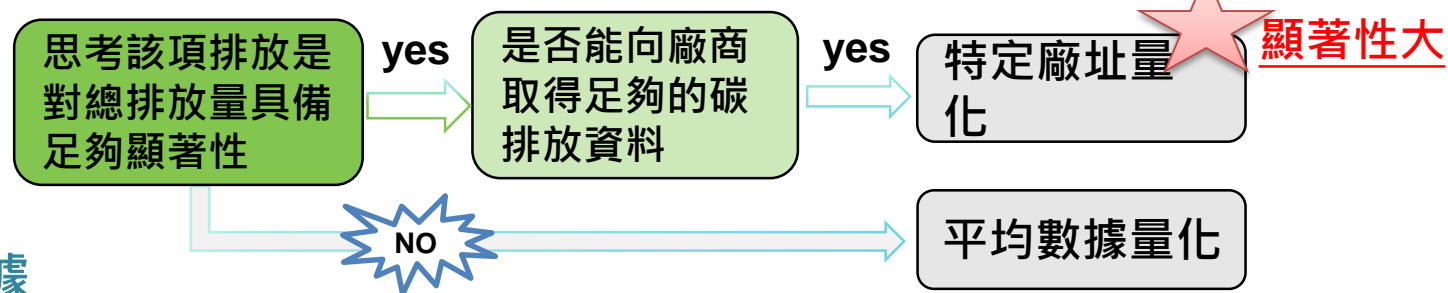 思考該項排放是
對總排放量具備
足夠顯著性
yes
是否能向廠商
取得足夠的碳
排放資料
yes
特定廠址量
化
顯著性大
NO
平均數據量化
據